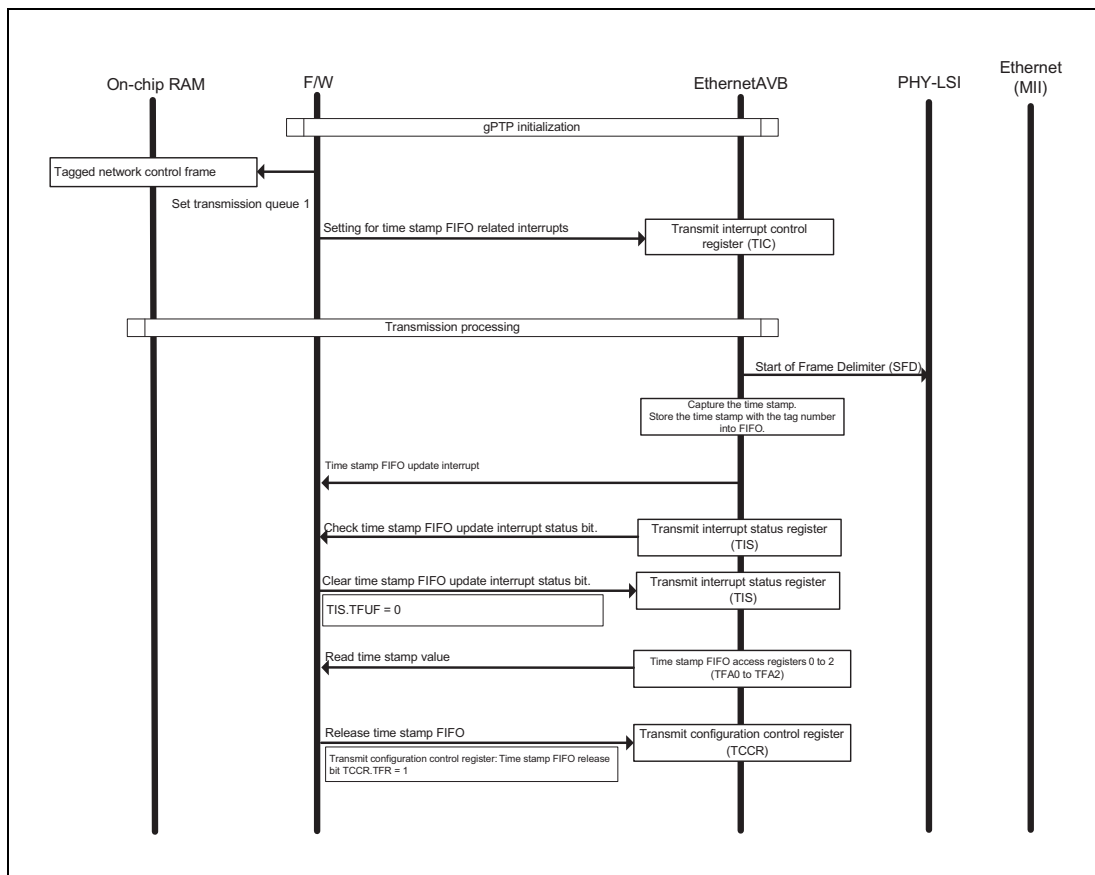 On-chip RAM
F/W
EthernetAVB
PHY-LSI
Ethernet
(MII)
gPTP initialization
Tagged network control frame
Set transmission queue 1
Setting for time stamp FIFO related interrupts
Transmit interrupt control
register (TIC)
Transmission processing
Start of Frame Delimiter (SFD)
Capture the time stamp.
Store the time stamp with the tag number
into FIFO.
Time stamp FIFO update interrupt
Check time stamp FIFO update interrupt status bit.
Transmit interrupt status register
(TIS)
Clear time stamp FIFO update interrupt status bit.
Transmit interrupt status register
(TIS)
TIS.TFUF = 0
Read time stamp value
Time stamp FIFO access registers 0 to 2
(TFA0 to TFA2)
Release time stamp FIFO
Transmit configuration control register
(TCCR)
Transmit configuration control register: Time stamp FIFO release
bit TCCR.TFR = 1